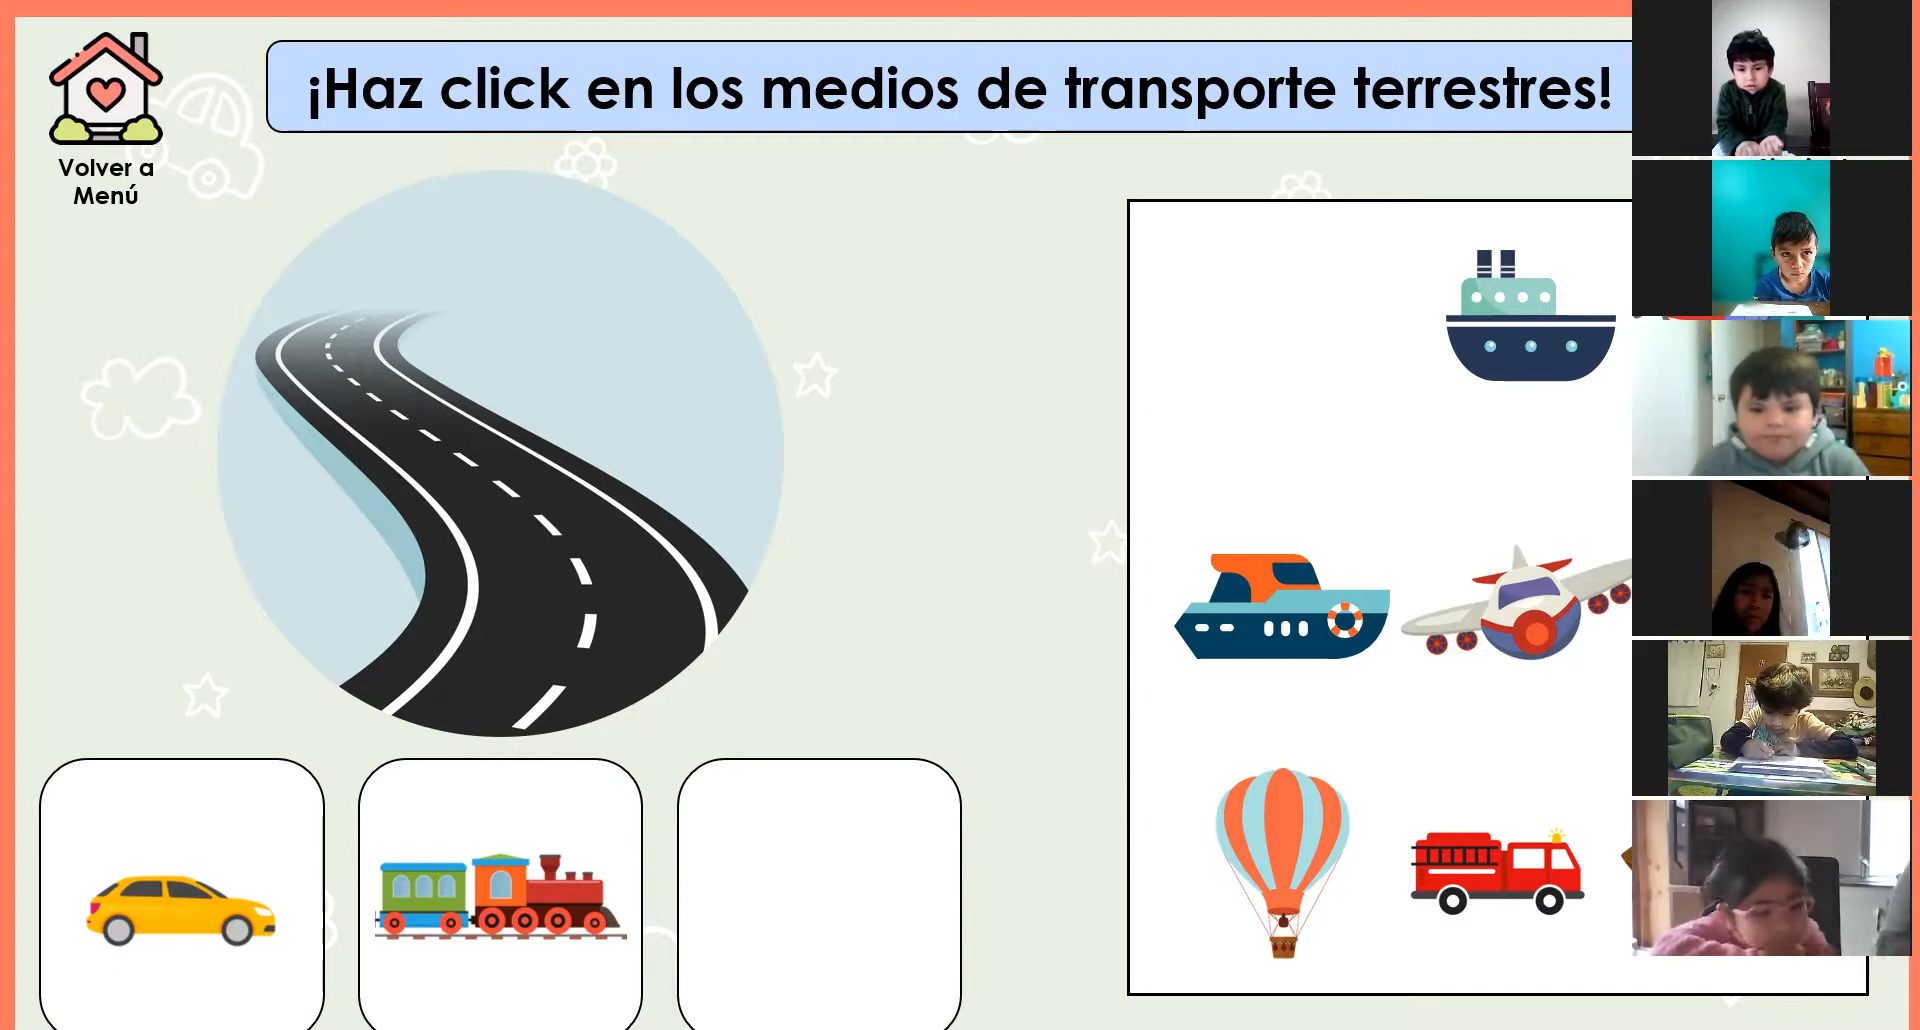 ¡Haz click en los medios de transporte terrestres!
Volver a
Menú